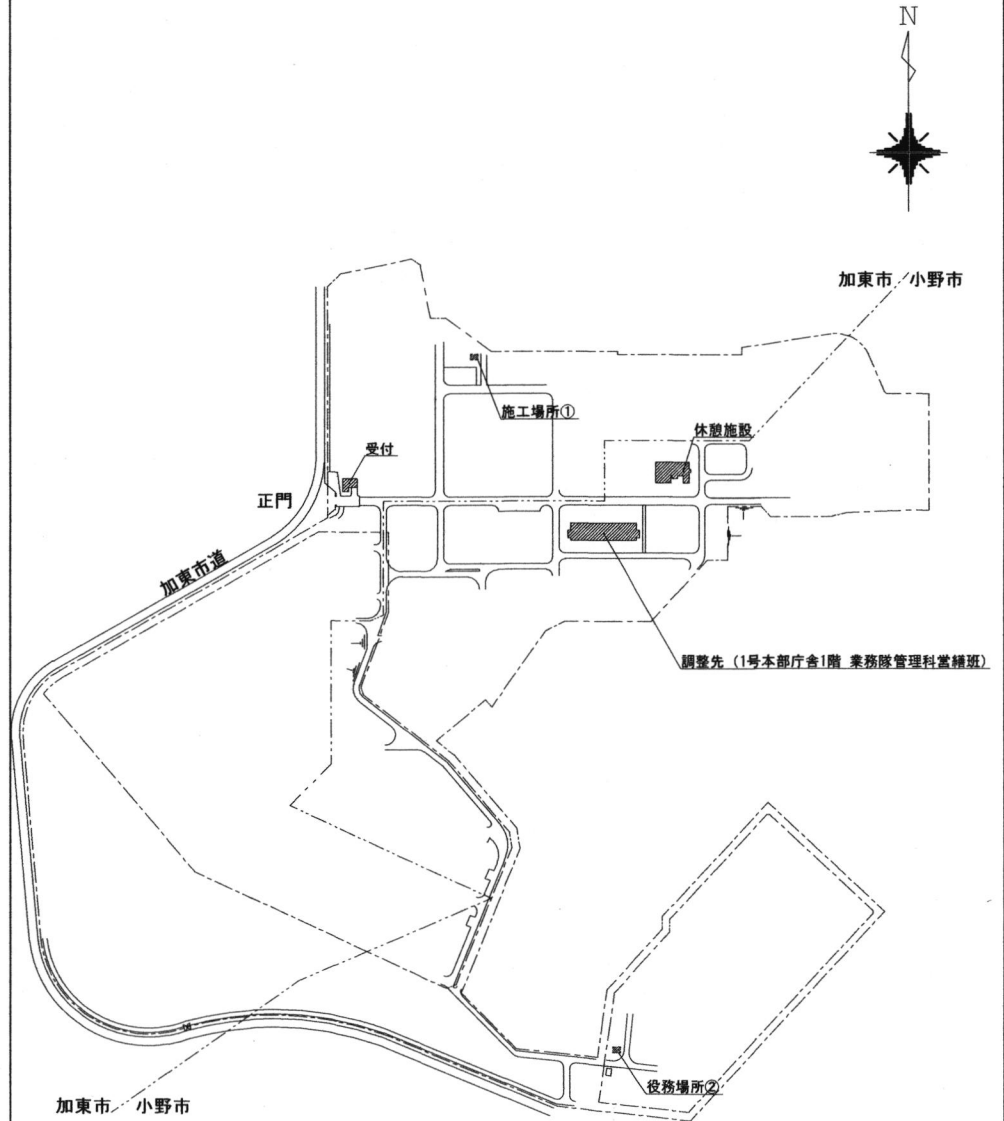 N
加東市 小野市
施工場所①
休憩施設
受付
正門
加東市道
調整先（1号本部庁舎1階 業務隊管理科営繕班）
役務場所②
加東市 小野市